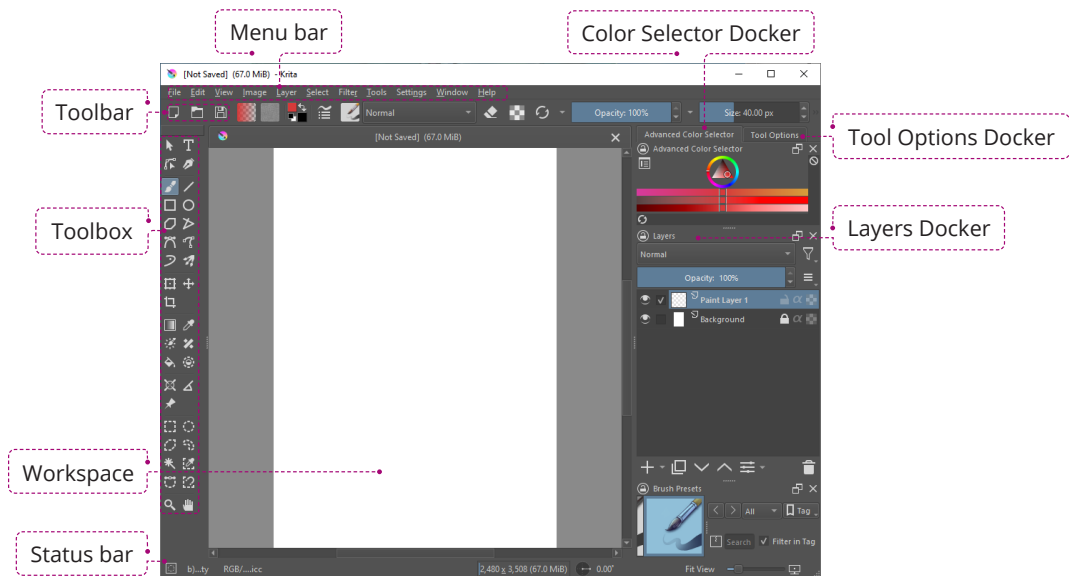 Menu bar
Color Selector Docker
[Not Saved] (67.0 MiB) - Krita
File Edit View Image Layer Select Filter Tools Settings Window Help
Toolbar
Normal
Opacity: 100%
Size: 40.00 px
[Not Saved] (67.0 MiB)
Advanced Color Selector
Tool Options
Tool Options Docker
Advanced Color Selector
Toolbox
Layers
Layers Docker
Normal
Opacity: 100%
Paint Layer 1
Background
Workspace
Brush Presets
All
Tag
Search
Filter in Tag
Status bar
b)...ty
RGB/....icc
2,480 x 3,508 (67.0 MiB)
0.00°
Fit View